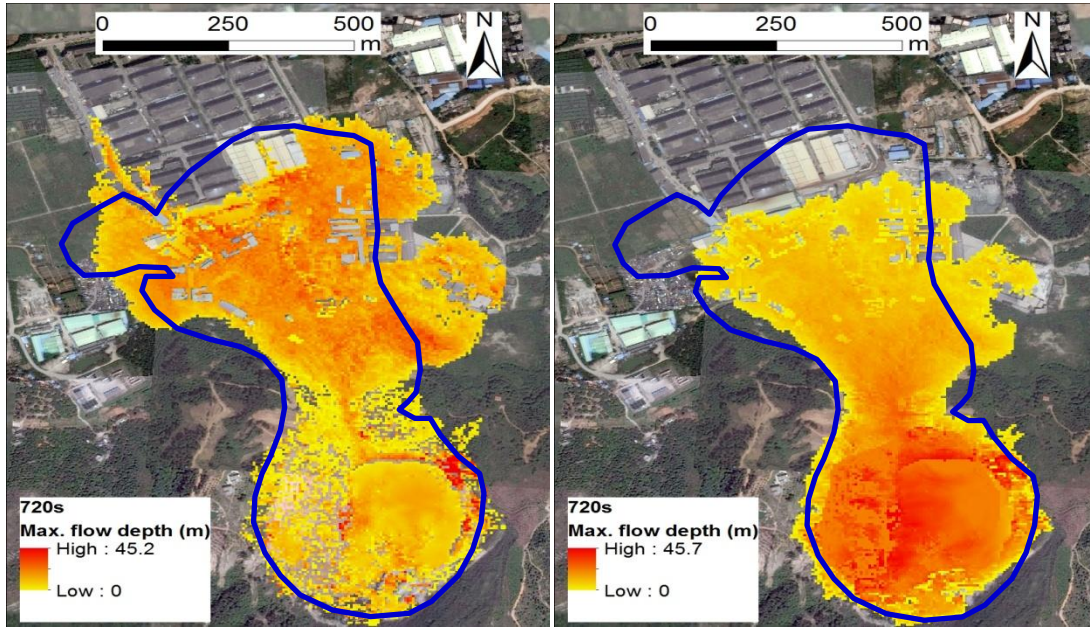 0 250 500
m
N
720s
Max. flow depth (m)
High : 45.2
Low : 0
0 250 500
m
N
720s
Max. flow depth (m)
High : 45.7
Low : 0